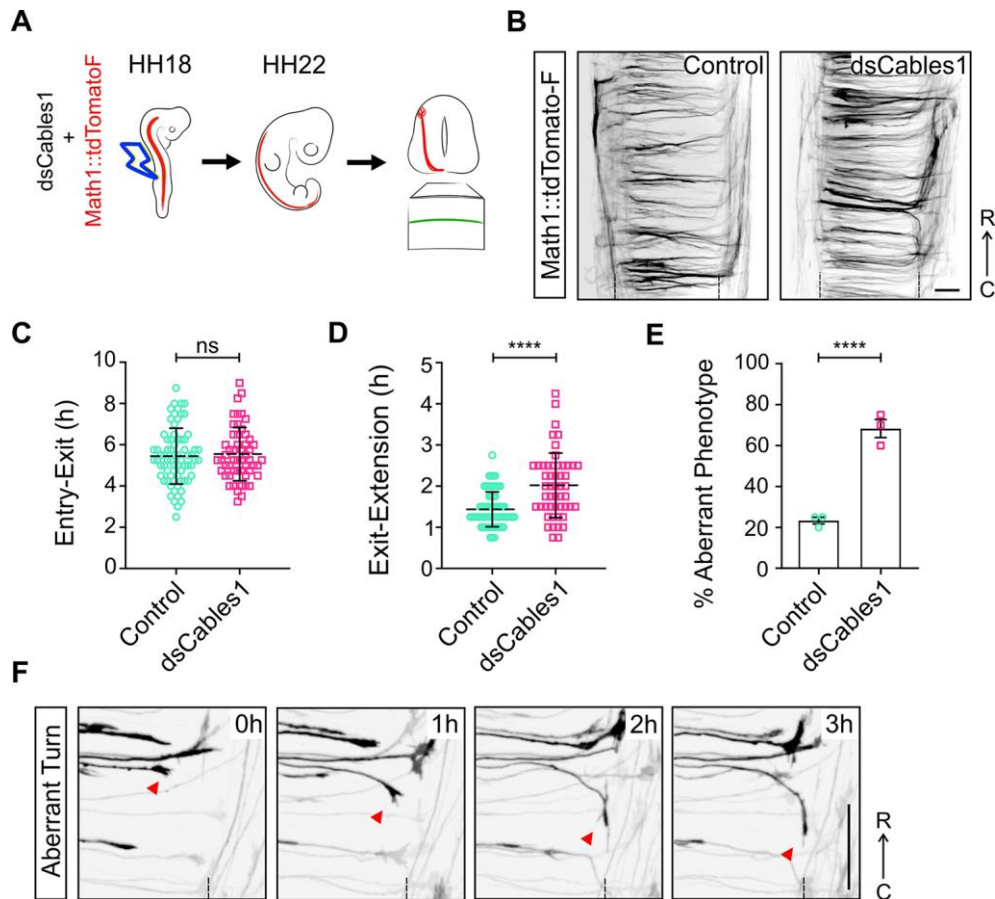 A
dsCables1
+
Math1::tdTomatoF
HH18
HH22
B
Math1::tdTomato-F
Control
dsCables1
R
C
C
Entry-Exit (h)
10
8
6
4
2
0
ns
Control
dsCables1
D
Exit-Extension (h)
5
4
3
2
1
0
****
Control
dsCables1
E
% Aberrant Phenotype
100
80
60
40
20
0
****
Control
dsCables1
F
Aberrant Turn
0h
1h
2h
3h
R
C